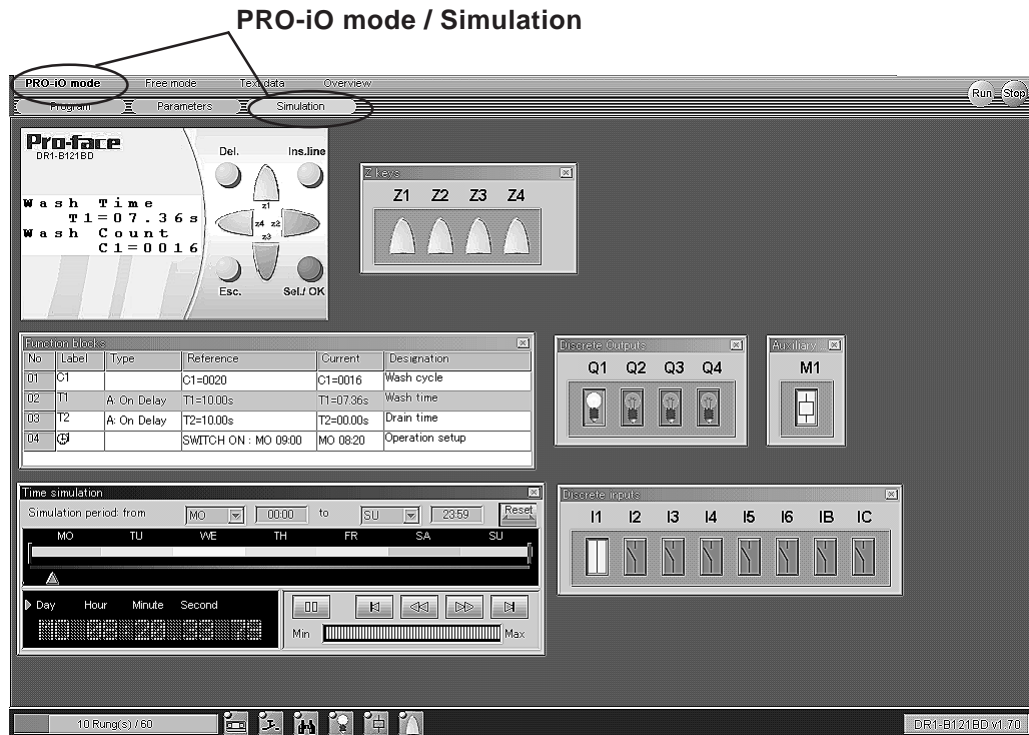 PRO-iO mode / Simulation
PRO-iO mode Free mode Text data Overview
Program Parameters Simulation
Run Stop
Pro-face
DR1-B121BD
Del. Ins.line
Wash Time
T1=07.36s
Wash Count
C1=0016
z1
z4 z2
z3
Esc. Sel./ OK
Z keys
Z1 Z2 Z3 Z4
Function blocks
No Label Type Reference Current Designation
01 C1 C1=0020 C1=0016 Wash cycle
02 T1 A: On Delay T1=10.00s T1=07.36s Wash time
03 T2 A: On Delay T2=10.00s T2=00.00s Drain time
04 SWITCH ON : MO 09:00 MO 08:20 Operation setup
Discrete Outputs
Q1 Q2 Q3 Q4
Auxiliary ...
M1
Time simulation
Simulation period: from MO 00:00 to SU 23:59 Reset
MO TU WE TH FR SA SU
Day Hour Minute Second
Min Max
Discrete inputs
I1 I2 I3 I4 I5 I6 IB IC
10 Rung(s) / 60
DR1-B121BD v1.70